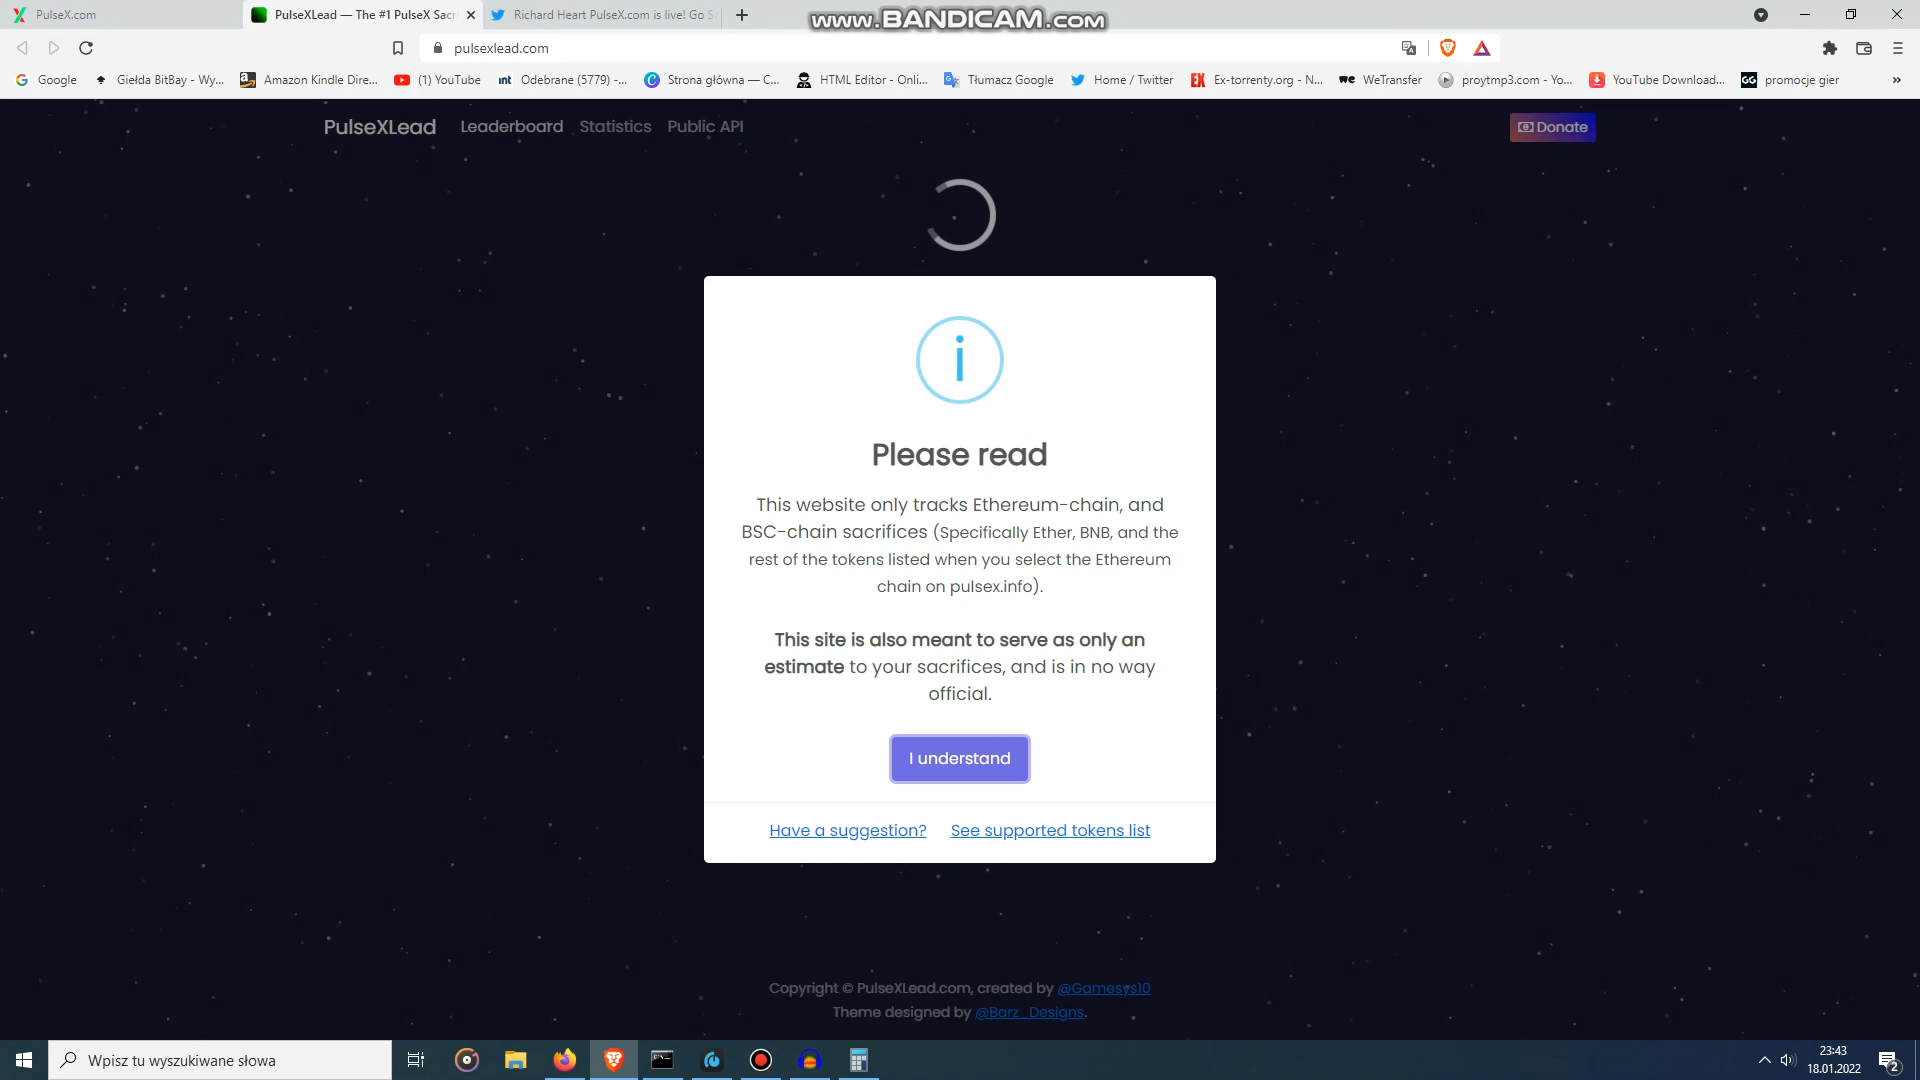 PulseX.com
PulseXLead — The #1 PulseX Sacr
Richard Heart PulseX.com is live! Go S
www.BANDICAM.com
pulsexlead.com
Google
Giełda BitBay - Wy...
Amazon Kindle Dire...
(1) YouTube
int
Odebrane (5779) -...
Strona główna — C...
HTML Editor - Onli...
Tłumacz Google
Home / Twitter
EX
Ex-torrenty.org - N...
we
WeTransfer
proytmp3.com - Yo...
YouTube Download...
GG
promocje gier
»
PulseXLead
Leaderboard
Statistics
Public API
Donate
i
Please read
This website only tracks Ethereum-chain, and
BSC-chain sacrifices (Specifically Ether, BNB, and the
rest of the tokens listed when you select the Ethereum
chain on pulsex.info).
This site is also meant to serve as only an
estimate to your sacrifices, and is in no way
official.
I understand
Have a suggestion?
See supported tokens list
Copyright © PulseXLead.com, created by @Gamesys10
Theme designed by @Barz_Designs.
Wpisz tu wyszukiwane słowa
23:43
18.01.2022
2